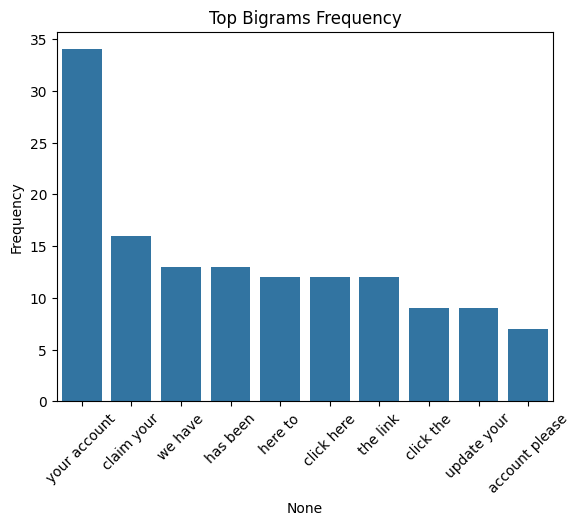 Top Bigrams Frequency
Frequency
35
30
25
20
15
10
5
0
your account
claim your
we have
has been
here to
click here
the link
click the
update your
account please
None